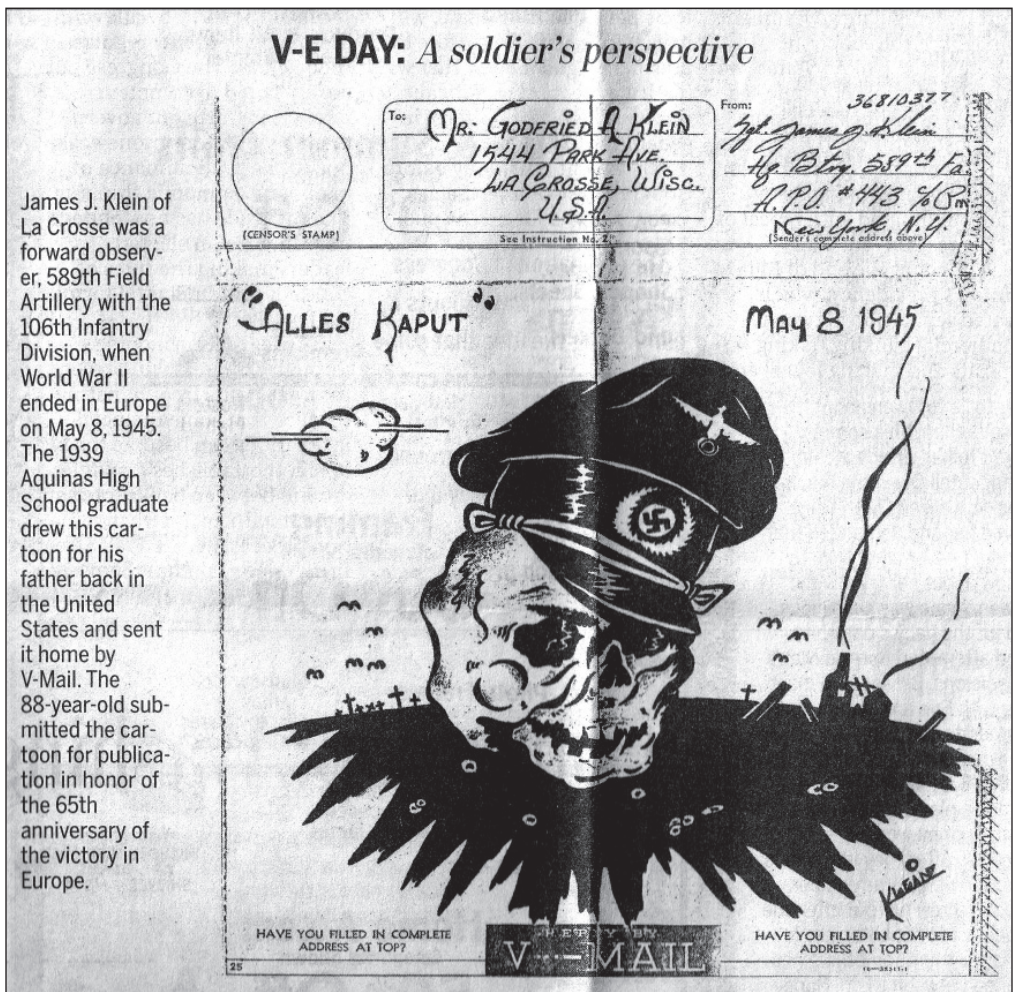 V-E DAY: A soldier's perspective
James J. Klein of
La Crosse was a
forward observ-
er, 589th Field
Artillery with the
106th Infantry
Division, when
World War II
ended in Europe
on May 8, 1945.
The 1939
Aquinas High
School graduate
drew this car-
toon for his
father back in
the United
States and sent
it home by
V-Mail. The
88-year-old sub-
mitted the car-
toon for publica-
tion in honor of
the 65th
anniversary of
the victory in
Europe.
[CENSOR'S STAMP]
To:
MR. GODFRIED A. KLEIN
1544 PARK AVE.
LA CROSSE, WISC.
U.S.A.
See Instruction No. 2
From:
36810377
Sgt. James J. Klein
Hq. Btry. 589th Fa.
A.P.O. #443 c/o Pm
New York, N.Y.
[Sender's complete address above]
"ALLES KAPUT"
MAY 8 1945
KLEIN
HAVE YOU FILLED IN COMPLETE
ADDRESS AT TOP?
REPLY BY
V···—MAIL
HAVE YOU FILLED IN COMPLETE
ADDRESS AT TOP?
25